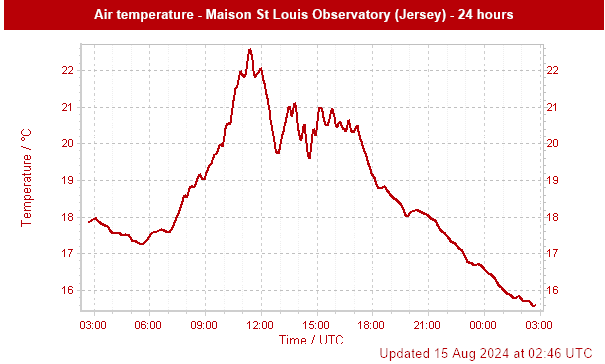 Air temperature - Maison St Louis Observatory (Jersey) - 24 hours
Temperature / °C
22 22
21 21
20 20
19 19
18 18
17 17
16 16
03:00 06:00 09:00 12:00 15:00 18:00 21:00 00:00 03:00
Time / UTC
Updated 15 Aug 2024 at 02:46 UTC